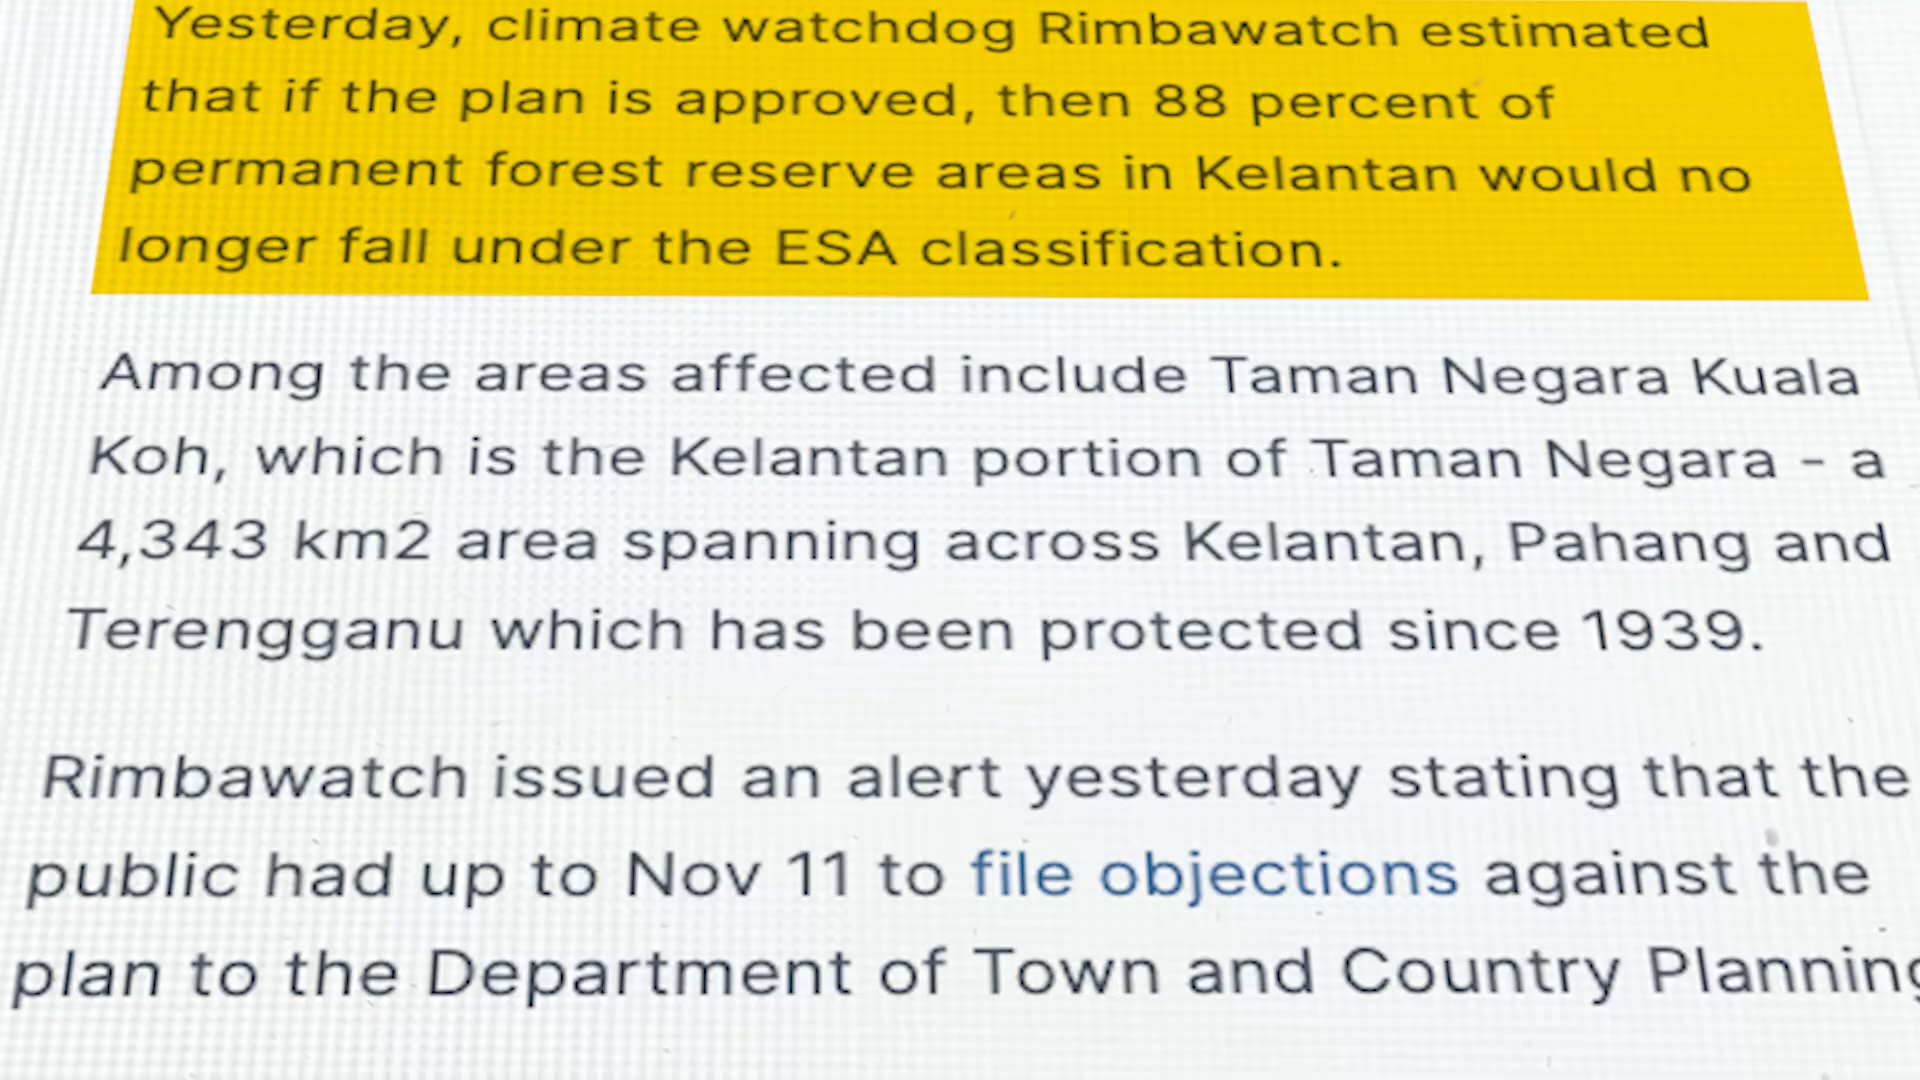 Yesterday, climate watchdog Rimbawatch estimated
that if the plan is approved, then 88 percent of
permanent forest reserve areas in Kelantan would no
longer fall under the ESA classification.
Among the areas affected include Taman Negara Kuala
Koh, which is the Kelantan portion of Taman Negara - a
4,343 km2 area spanning across Kelantan, Pahang and
Terengganu which has been protected since 1939.
Rimbawatch issued an alert yesterday stating that the
public had up to Nov 11 to file objections against the
plan to the Department of Town and Country Planning